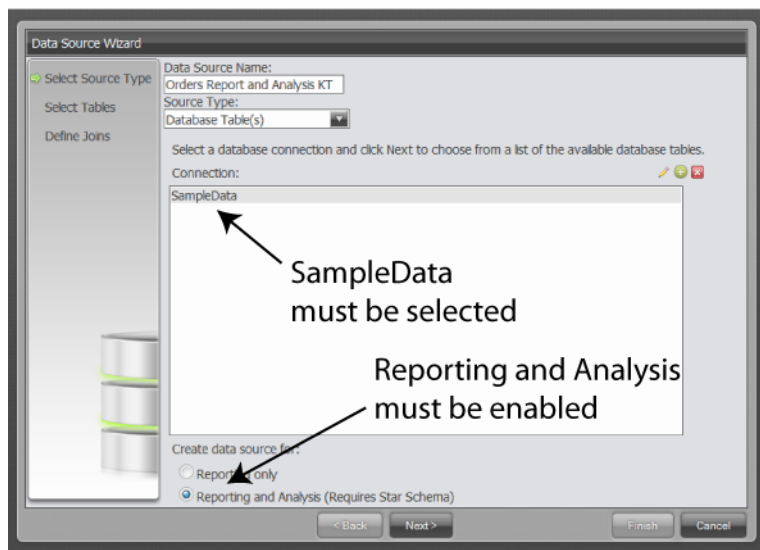 Data Source Wizard
Select Source Type
Select Tables
Define Joins
Data Source Name:
Orders Report and Analysis KT
Source Type:
Database Table(s)
Select a database connection and click Next to choose from a list of the available database tables.
Connection:
SampleData
SampleData
must be selected
Reporting and Analysis
must be enabled
Create data source for:
Reporting only
Reporting and Analysis (Requires Star Schema)
< Back
Next >
Finish
Cancel